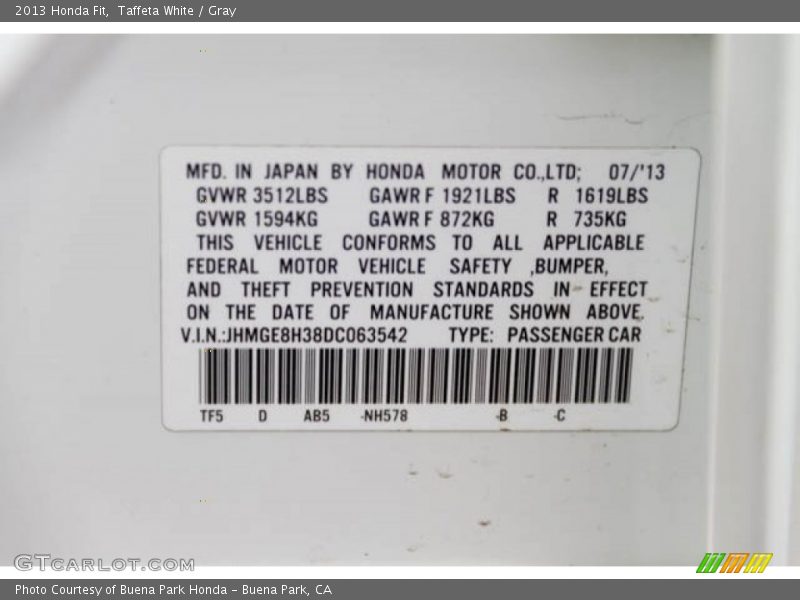 2013 Honda Fit,  Taffeta White / Gray
MFD. IN JAPAN BY HONDA MOTOR CO.,LTD; 07/'13
GVWR 3512LBS GAWR F 1921LBS R 1619LBS
GVWR 1594KG GAWR F 872KG R 735KG
THIS VEHICLE CONFORMS TO ALL APPLICABLE
FEDERAL MOTOR VEHICLE SAFETY ,BUMPER,
AND THEFT PREVENTION STANDARDS IN EFFECT
ON THE DATE OF MANUFACTURE SHOWN ABOVE.
V.I.N.:JHMGE8H38DC063542 TYPE: PASSENGER CAR
TF5 D AB5 -NH578 -B -C
GTCARLOT.COM
Photo Courtesy of Buena Park Honda - Buena Park, CA